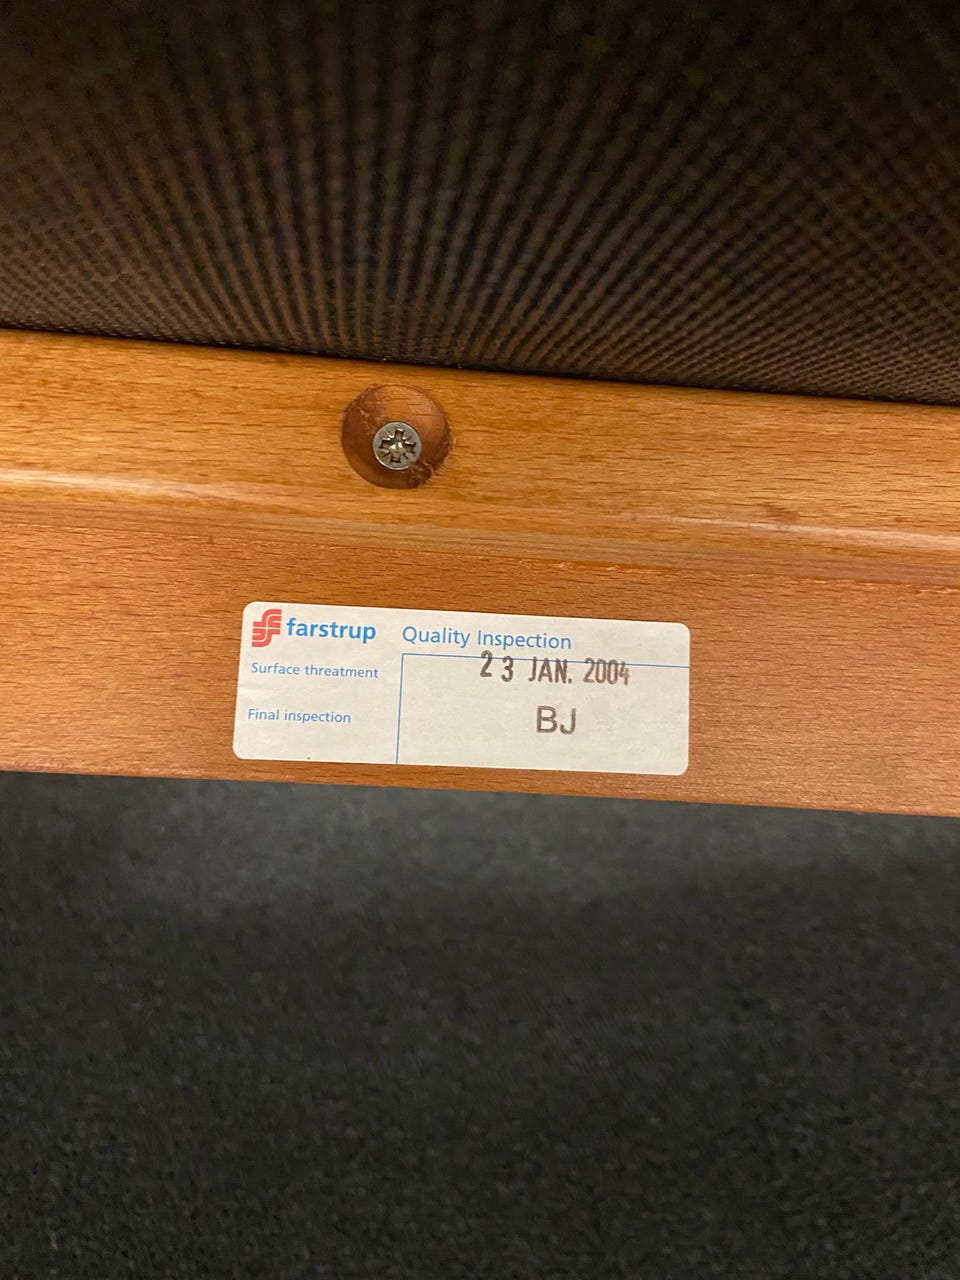 farstrup Quality Inspection
Surface threatment 23 JAN. 2004
Final inspection BJ